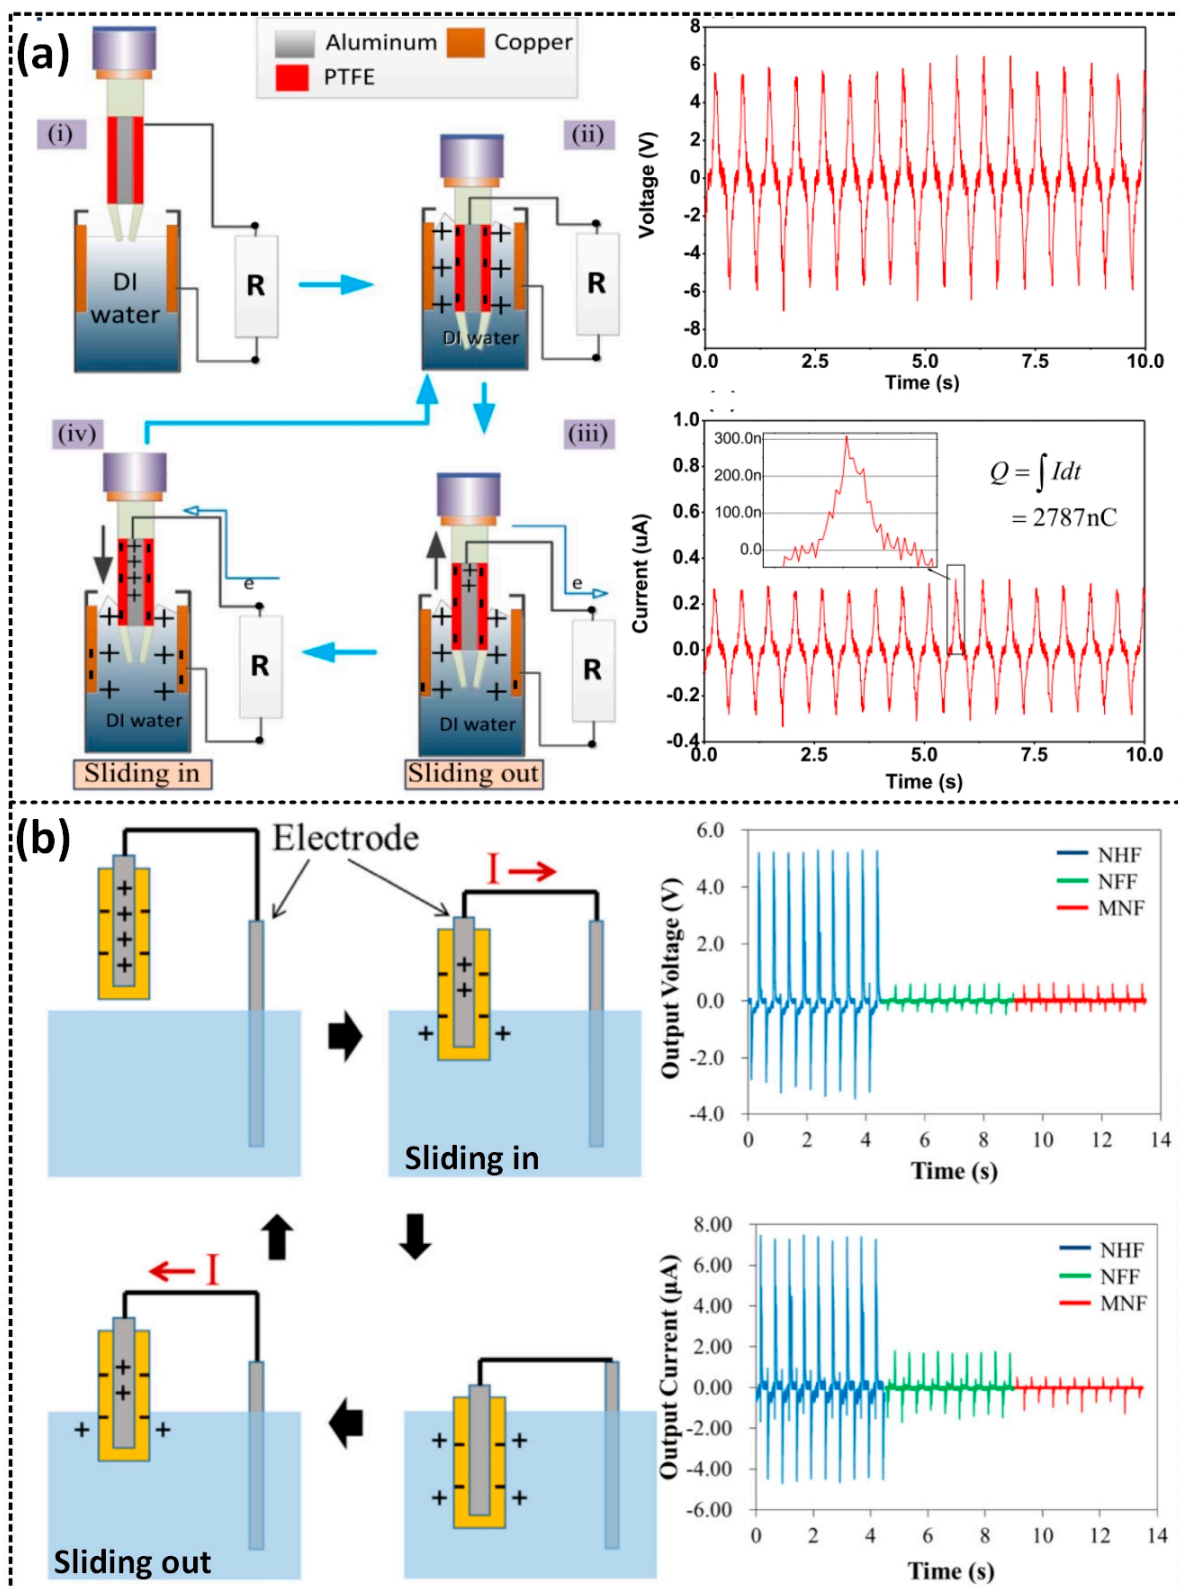 (a)
Aluminum
Copper
PTFE
(i)
(ii)
DI
water
R
DI water
R
(iv)
(iii)
e
e
R
R
DI water
DI water
Sliding in
Sliding out
Voltage (V)
8
6
4
2
0
-2
-4
-6
-8
0.0
2.5
5.0
7.5
10.0
Time (s)
Current (uA)
1.0
0.8
0.6
0.4
0.2
0.0
-0.2
-0.4
300.0n
200.0n
100.0n
0.0
Q = ∫ Idt
= 2787nC
0.0
2.5
5.0
7.5
10.0
Time (s)
(b)
Electrode
I
Sliding in
I
Sliding out
Output Voltage (V)
6.0
4.0
2.0
0.0
-2.0
-4.0
NHF
NFF
MNF
0 2 4 6 8 10 12 14
Time (s)
Output Current (µA)
8.00
6.00
4.00
2.00
0.00
-2.00
-4.00
-6.00
NHF
NFF
MNF
0 2 4 6 8 10 12 14
Time (s)